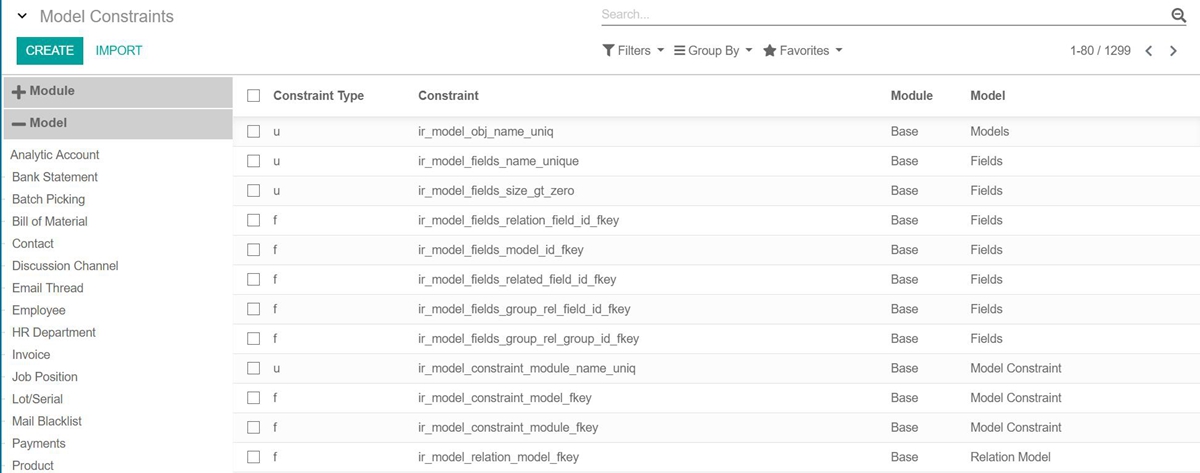 Model Constraints
Search...
CREATE IMPORT
Filters Group By Favorites 1-80 / 1299
Module
Model
Analytic Account
Bank Statement
Batch Picking
Bill of Material
Contact
Discussion Channel
Email Thread
Employee
HR Department
Invoice
Job Position
Lot/Serial
Mail Blacklist
Payments
Product
Constraint Type Constraint Module Model
u ir_model_obj_name_uniq Base Models
u ir_model_fields_name_unique Base Fields
u ir_model_fields_size_gt_zero Base Fields
f ir_model_fields_relation_field_id_fkey Base Fields
f ir_model_fields_model_id_fkey Base Fields
f ir_model_fields_related_field_id_fkey Base Fields
f ir_model_fields_group_rel_field_id_fkey Base Fields
f ir_model_fields_group_rel_group_id_fkey Base Fields
u ir_model_constraint_module_name_uniq Base Model Constraint
f ir_model_constraint_model_fkey Base Model Constraint
f ir_model_constraint_module_fkey Base Model Constraint
f ir_model_relation_model_fkey Base Relation Model